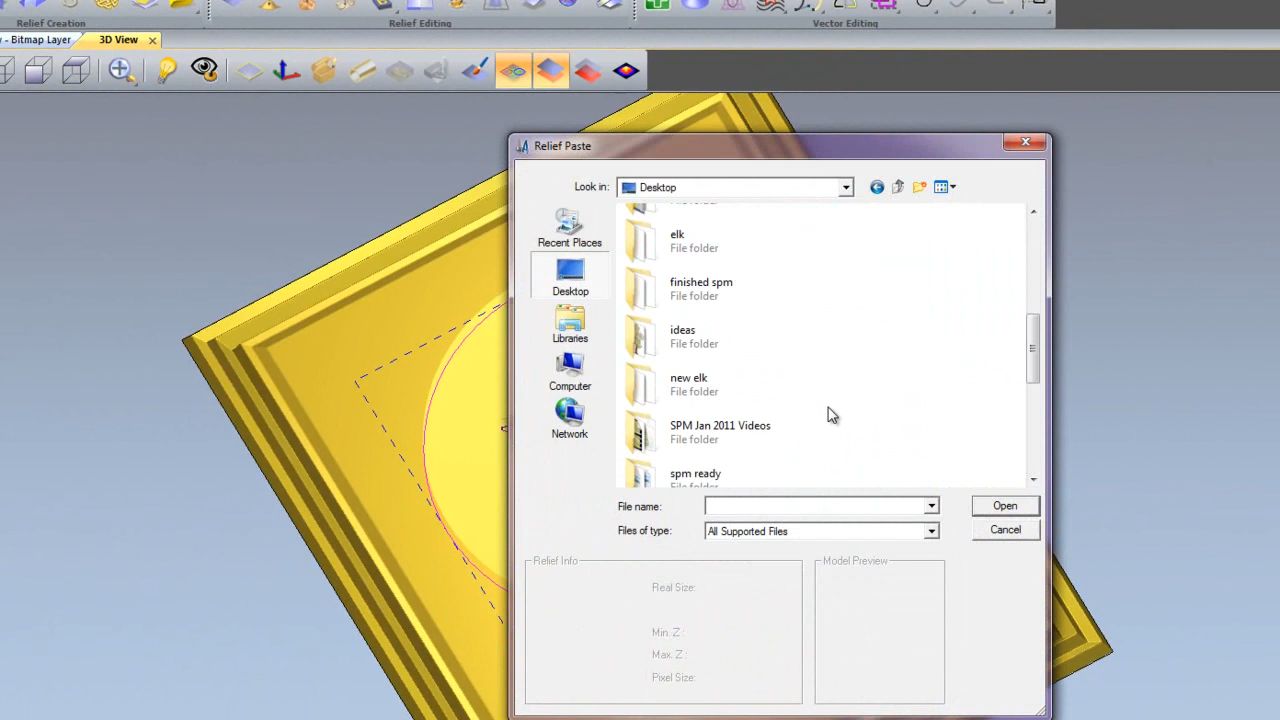 Relief Creation
Relief Editing
Vector Editing
- Bitmap Layer
3D View
Relief Paste
Look in:
Desktop
Recent Places
Desktop
Libraries
Computer
Network
elk
File folder
finished spm
File folder
ideas
File folder
new elk
File folder
SPM Jan 2011 Videos
File folder
spm ready
File folder
File name:
Open
Files of type:
All Supported Files
Cancel
Relief Info
Real Size:
Min. Z :
Max. Z :
Pixel Size:
Model Preview